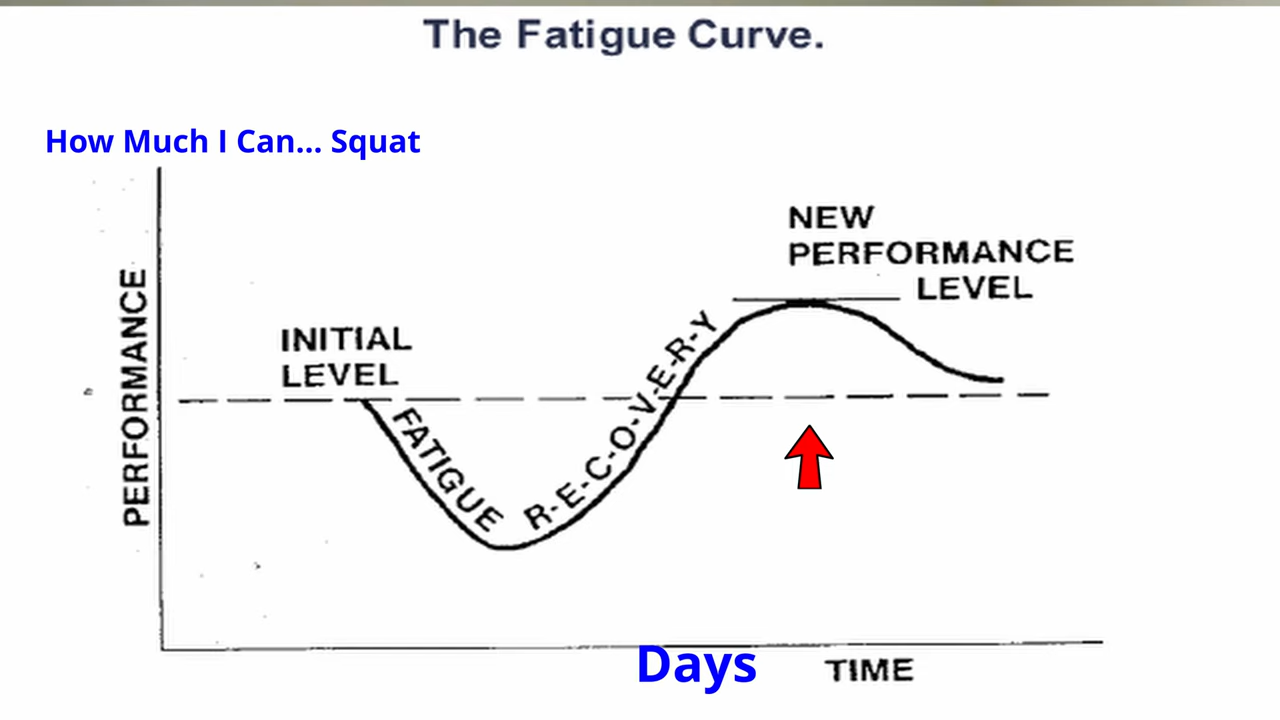 The Fatigue Curve.
How Much I Can... Squat
NEW
PERFORMANCE
LEVEL
INITIAL
LEVEL
PERFORMANCE
FATIGUE
R-E-C-O-V-E-R-Y
Days
TIME